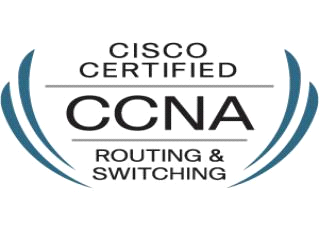 CISCO
CERTIFIED
CCNA
ROUTING &
SWITCHING